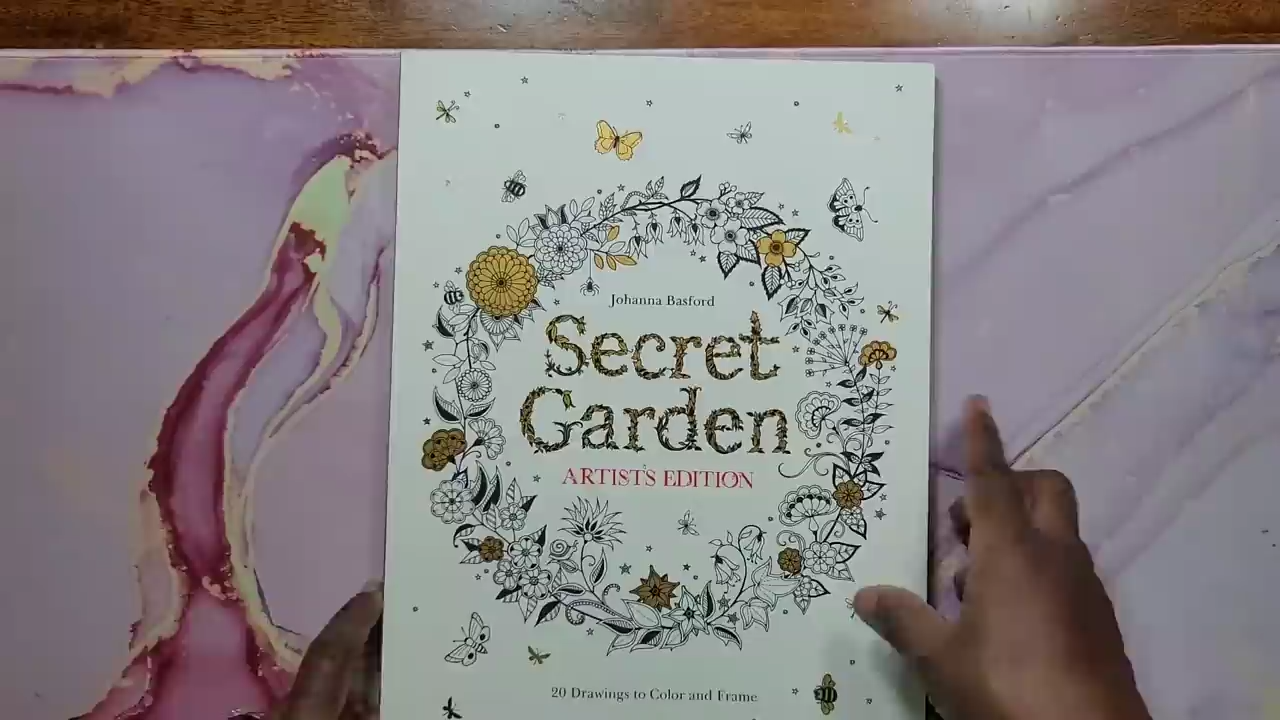 Johanna Basford
Secret
Garden
ARTIST'S EDITION
20 Drawings to Color and Frame